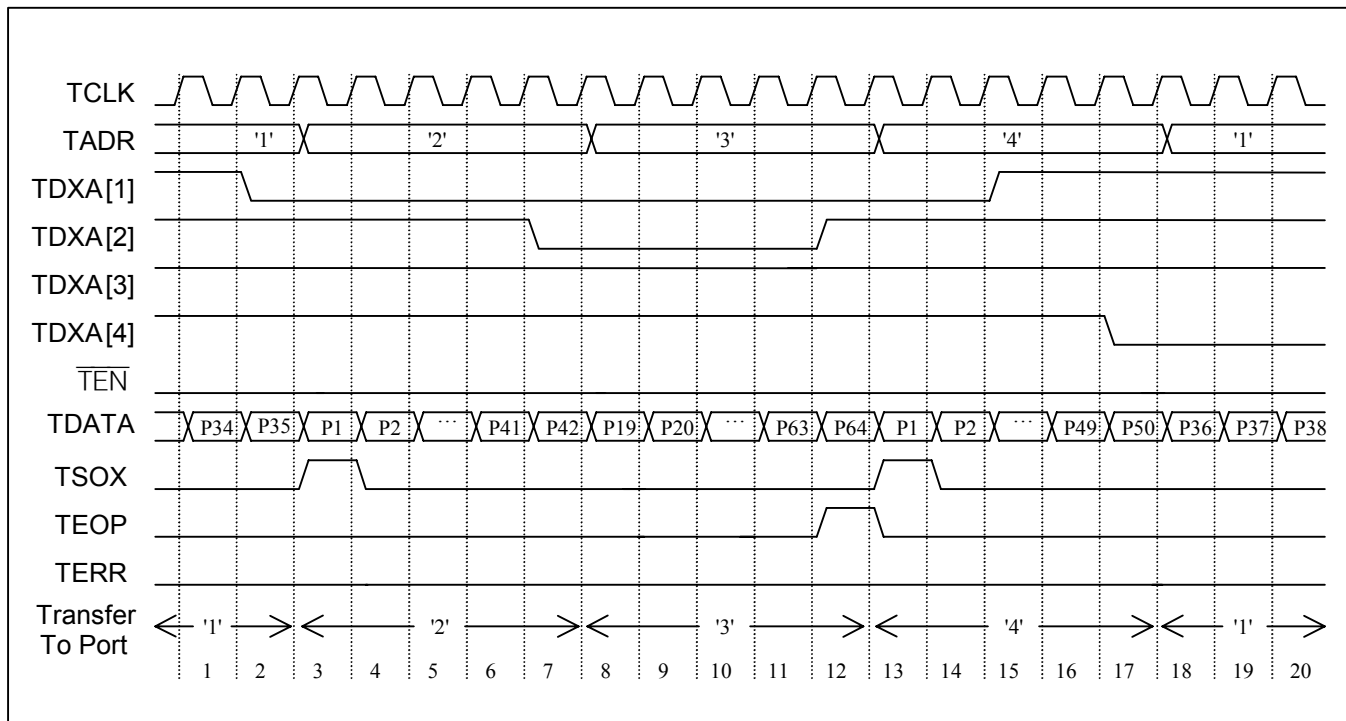 TCLK
TADR '1' '2' '3' '4' '1'
TDXA[1]
TDXA[2]
TDXA[3]
TDXA[4]
TEN
TDATA P34 P35 P1 P2 ... P41 P42 P19 P20 ... P63 P64 P1 P2 ... P49 P50 P36 P37 P38
TSOX
TEOP
TERR
Transfer
To Port '1' '2' '3' '4' '1'
1 2 3 4 5 6 7 8 9 10 11 12 13 14 15 16 17 18 19 20